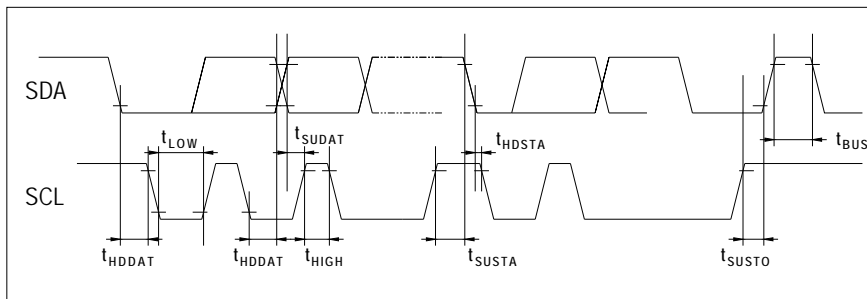 SDA
tLOW
tSUDAT
tHDSTA
tBUS
SCL
tHDDAT
tHDDAT
tHIGH
tSUSTA
tSUSTO